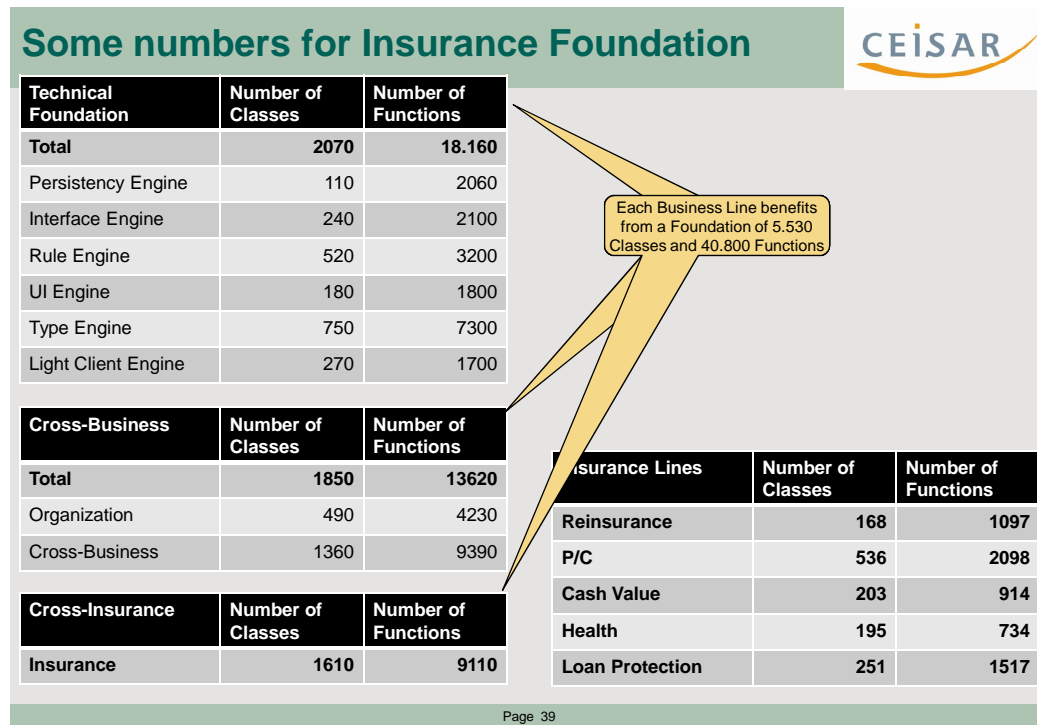 Some numbers for Insurance Foundation
CEiSAR
Technical Foundation Number of Classes Number of Functions
Total 2070 18.160
Persistency Engine 110 2060
Interface Engine 240 2100
Rule Engine 520 3200
UI Engine 180 1800
Type Engine 750 7300
Light Client Engine 270 1700
Each Business Line benefits
from a Foundation of 5.530
Classes and 40.800 Functions
Cross-Business Number of Classes Number of Functions
Total 1850 13620
Organization 490 4230
Cross-Business 1360 9390
Cross-Insurance Number of Classes Number of Functions
Insurance 1610 9110
Insurance Lines Number of Classes Number of Functions
Reinsurance 168 1097
P/C 536 2098
Cash Value 203 914
Health 195 734
Loan Protection 251 1517
Page 39